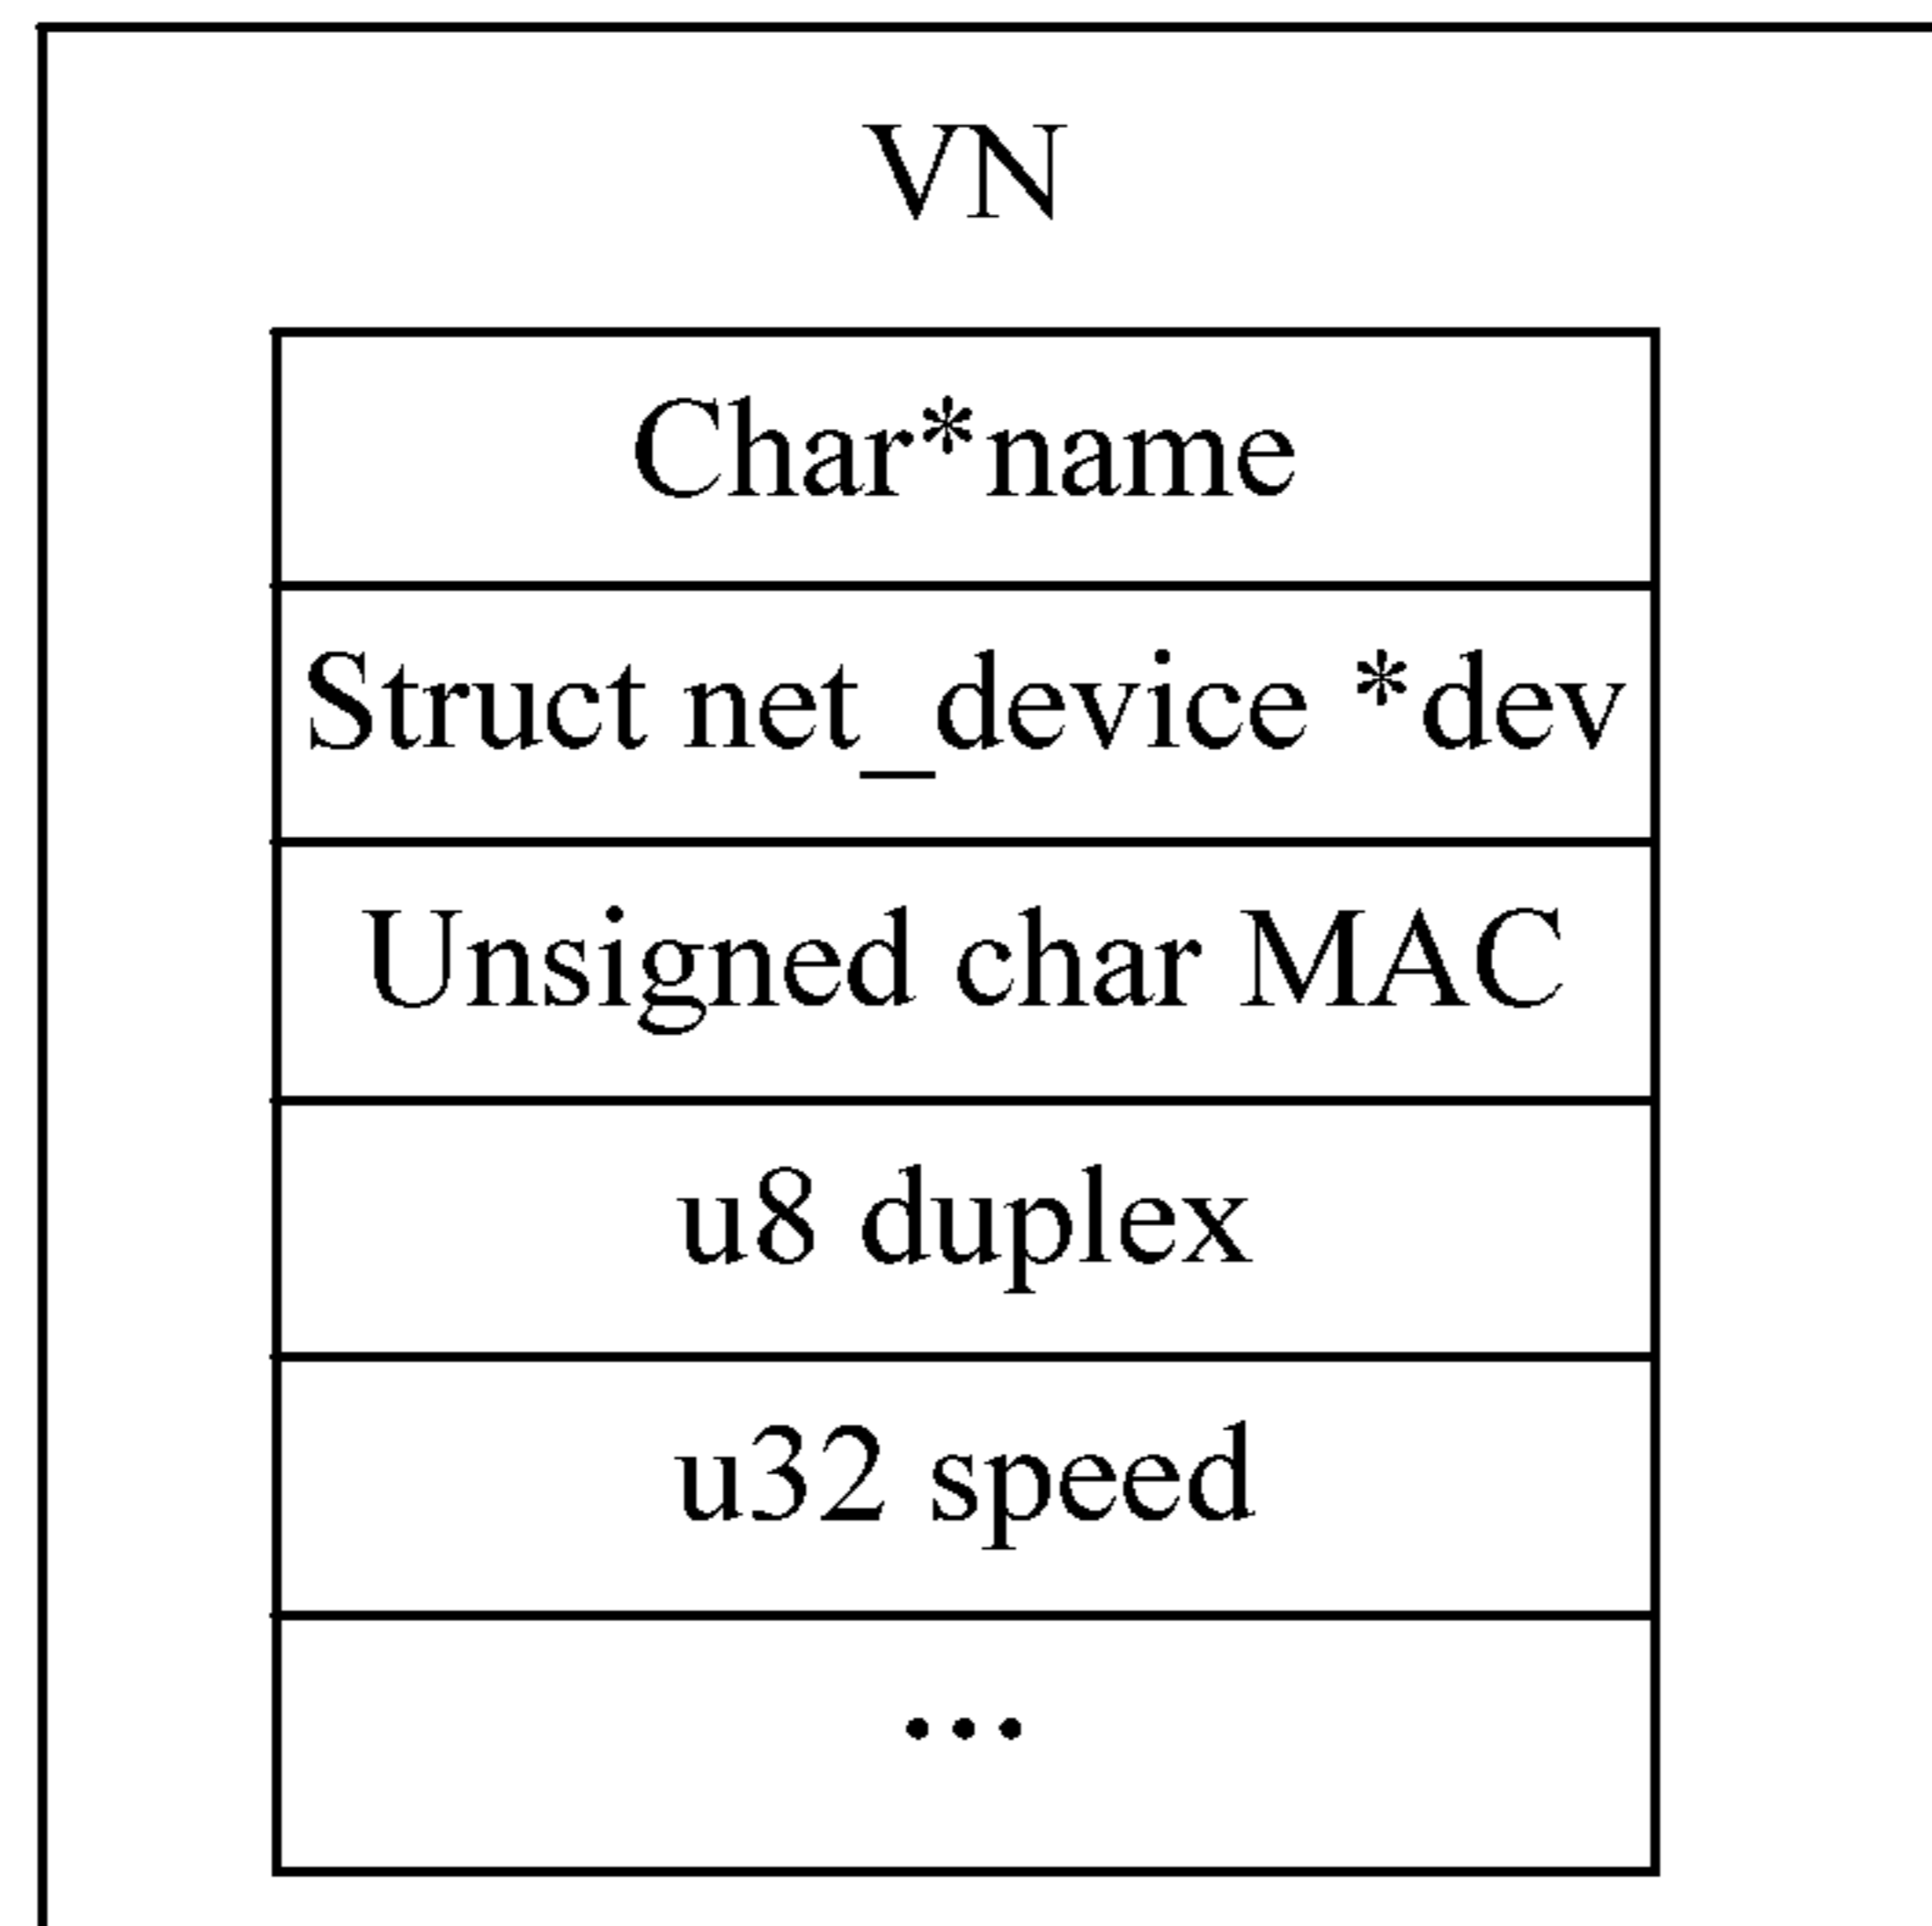 VN
Char*name
Struct net_device *dev
Unsigned char MAC
u8 duplex
u32 speed
...